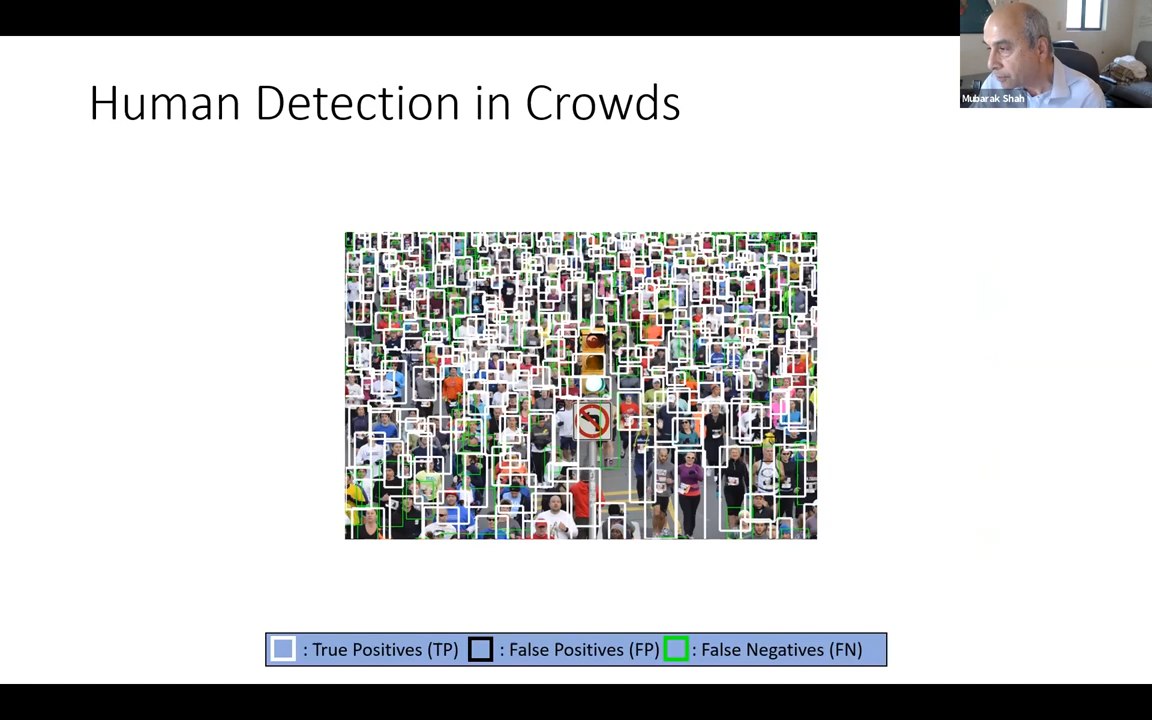 Mubarak Shah
Human Detection in Crowds
: True Positives (TP) : False Positives (FP) : False Negatives (FN)